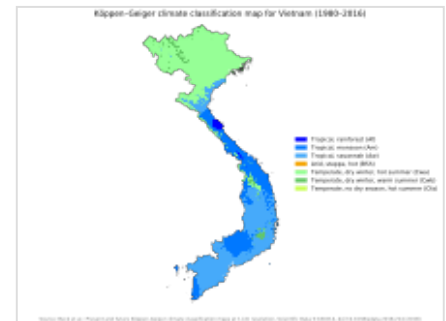 Köppen-Geiger climate classification map for Vietnam (1980-2016)
Tropical, rainforest (Af)
Tropical, monsoon (Am)
Tropical, savannah (Aw)
Arid, steppe, hot (BSh)
Temperate, dry winter, hot summer (Cwa)
Temperate, dry winter, warm summer (Cwb)
Temperate, no dry season, hot summer (Cfa)